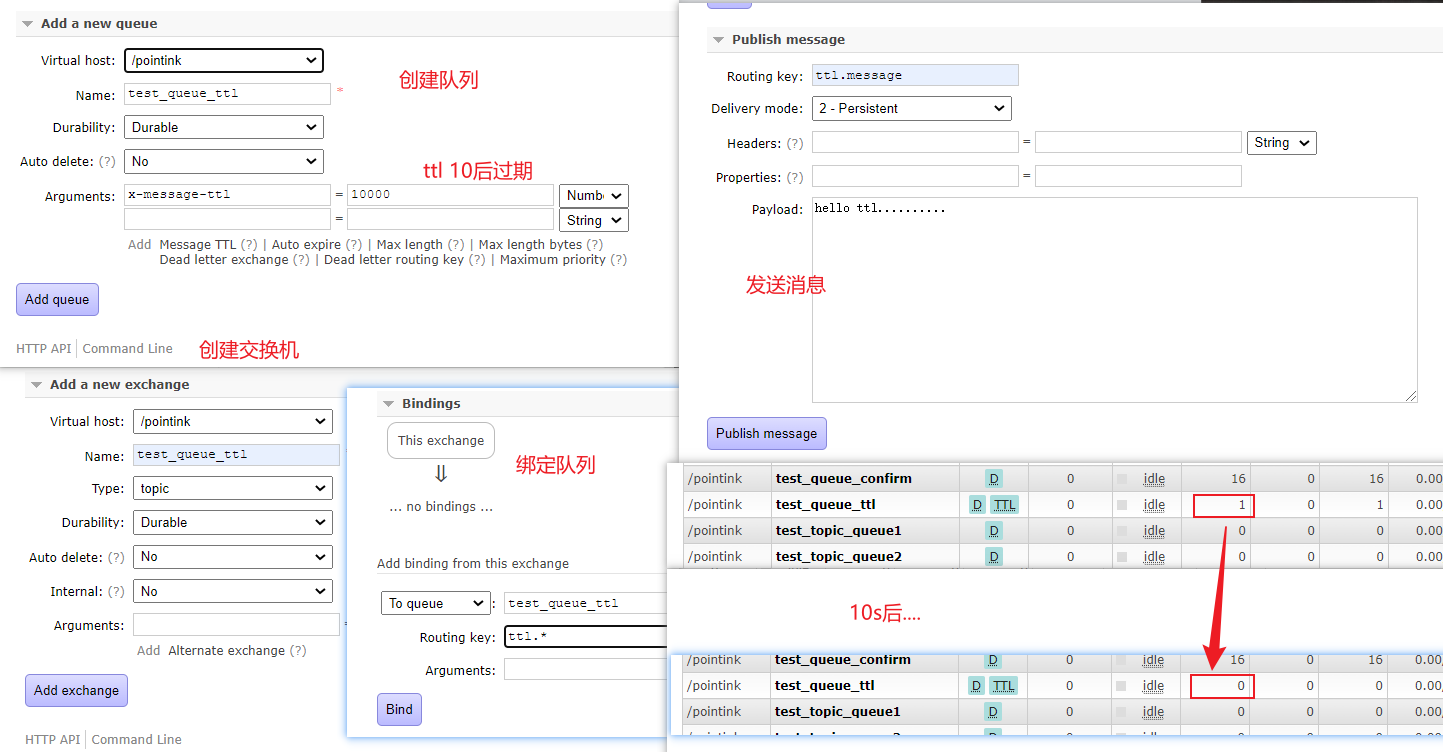 Add a new queue
Virtual host: /pointink
创建队列
Name: test_queue_ttl *
Durability: Durable
Auto delete: (?) No
ttl 10后过期
Arguments: x-message-ttl = 10000 Numbe
= String
Add Message TTL (?) | Auto expire (?) | Max length (?) | Max length bytes (?)
Dead letter exchange (?) | Dead letter routing key (?) | Maximum priority (?)
Add queue
HTTP API | Command Line
创建交换机
Add a new exchange
Virtual host: /pointink
Name: test_queue_ttl
Type: topic
Durability: Durable
Auto delete: (?) No
Internal: (?) No
Arguments: =
Add Alternate exchange (?)
Add exchange
HTTP API | Command Line
Bindings
This exchange
⇓
绑定队列
... no bindings ...
Add binding from this exchange
To queue : test_queue_ttl
Routing key: ttl.*
Arguments:
Bind
Publish message
Routing key: ttl.message
Delivery mode: 2 - Persistent
Headers: (?) = String
Properties: (?) =
Payload: hello ttl..........
发送消息
Publish message
/pointink test_queue_confirm D 0 idle 16 0 16 0.00
/pointink test_queue_ttl D TTL 0 idle 1 0 1 0.00
/pointink test_topic_queue1 D 0 idle 0 0 0 0.00
/pointink test_topic_queue2 D 0 idle 0 0 0 0.00
10s后....
/pointink test_queue_confirm D 0 idle 16 0 16 0.00
/pointink test_queue_ttl D TTL 0 idle 0 0 0 0.00
/pointink test_topic_queue1 D 0 idle 0 0 0 0.00